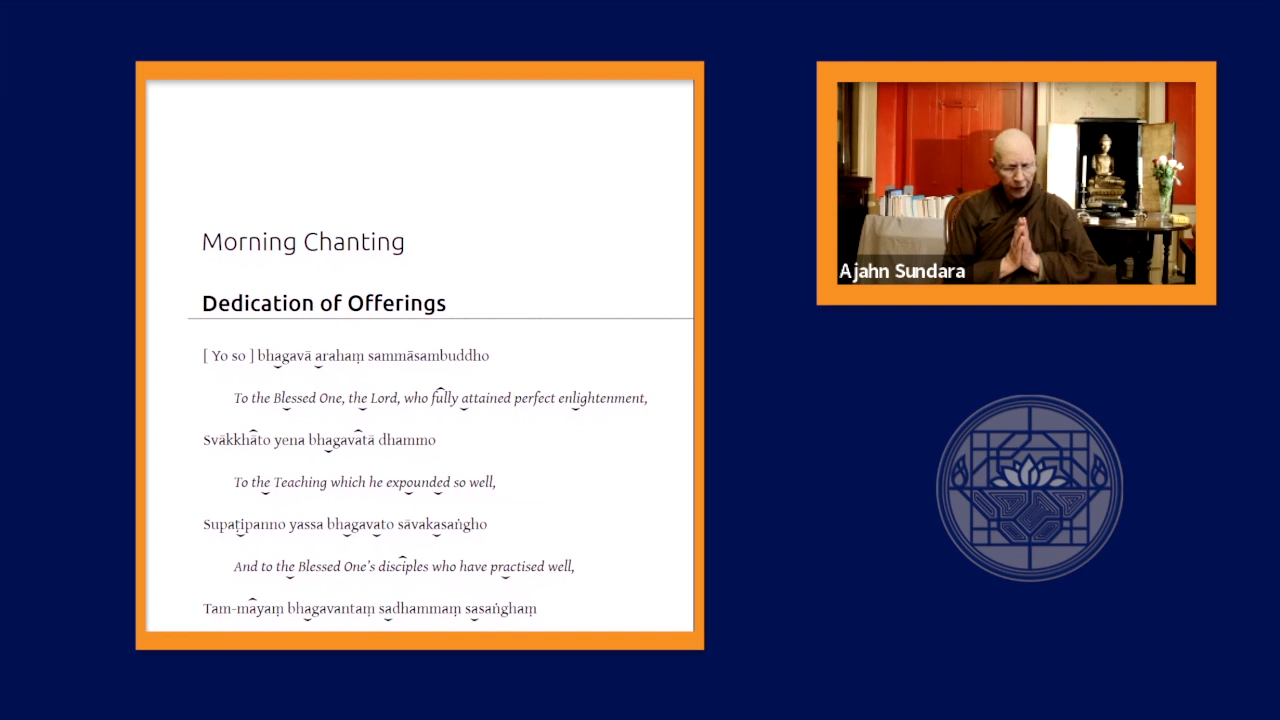 Morning Chanting
Dedication of Offerings
[ Yo so ] bhagavā arahaṃ sammāsambuddho
To the Blessed One, the Lord, who fully attained perfect enlightenment,
Svākkhāto yena bhagavatā dhammo
To the Teaching which he expounded so well,
Supaṭipanno yassa bhagavato sāvakasaṅgho
And to the Blessed One's disciples who have practised well,
Tam-mayaṃ bhagavantaṃ sadhammaṃ sasaṅghaṃ
Ajahn Sundara